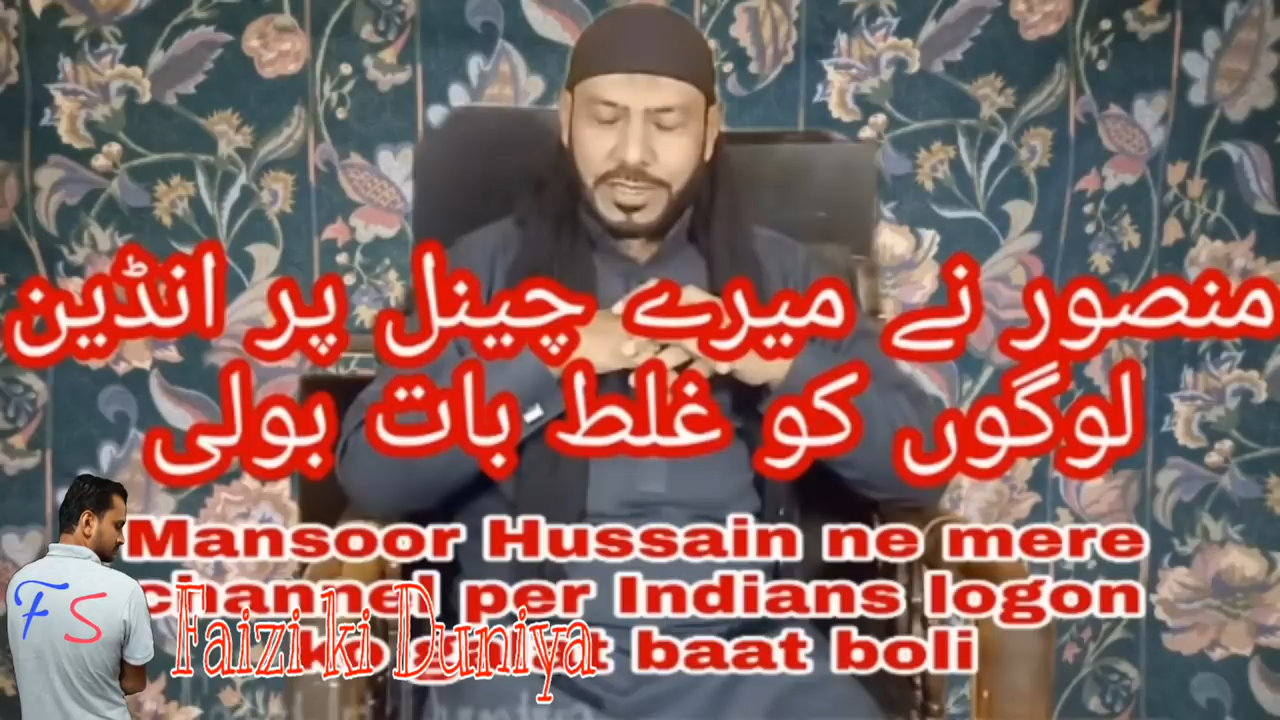 منصور نے میرے چینل پر انڈین
لوگوں کو غلط بات بولی
Mansoor Hussain ne mere
channel per Indians logon
baat boli
FS
Faizi ki Duniya